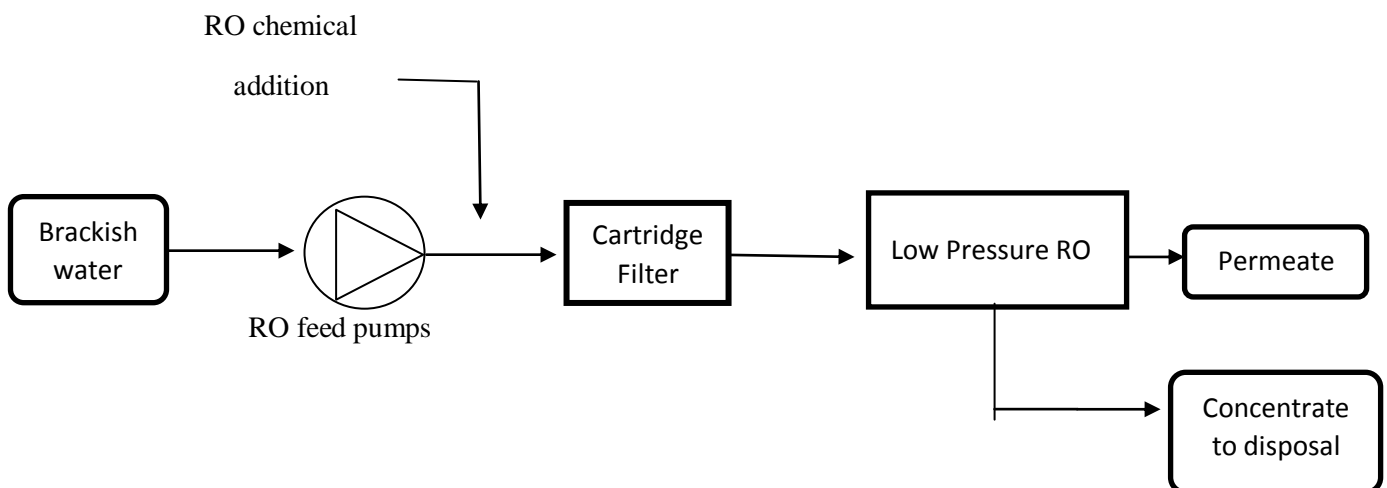 RO chemical
addition
Brackish
water
RO feed pumps
Cartridge
Filter
Low Pressure RO
Permeate
Concentrate
to disposal